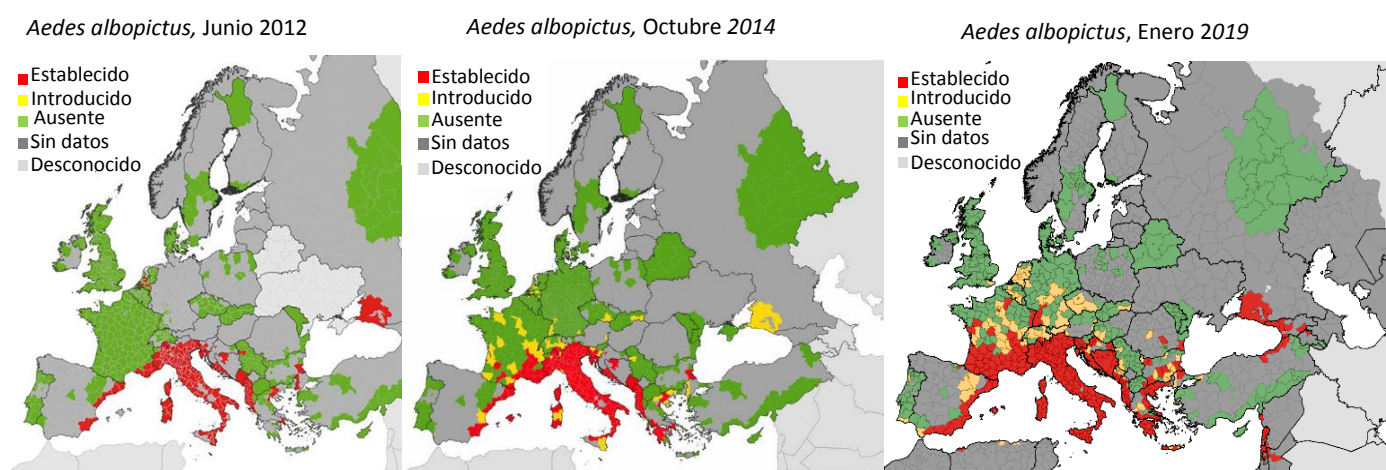 Aedes albopictus, Junio 2012
Establecido
Introducido
Ausente
Sin datos
Desconocido
Aedes albopictus, Octubre 2014
Establecido
Introducido
Ausente
Sin datos
Desconocido
Aedes albopictus, Enero 2019
Establecido
Introducido
Ausente
Sin datos
Desconocido